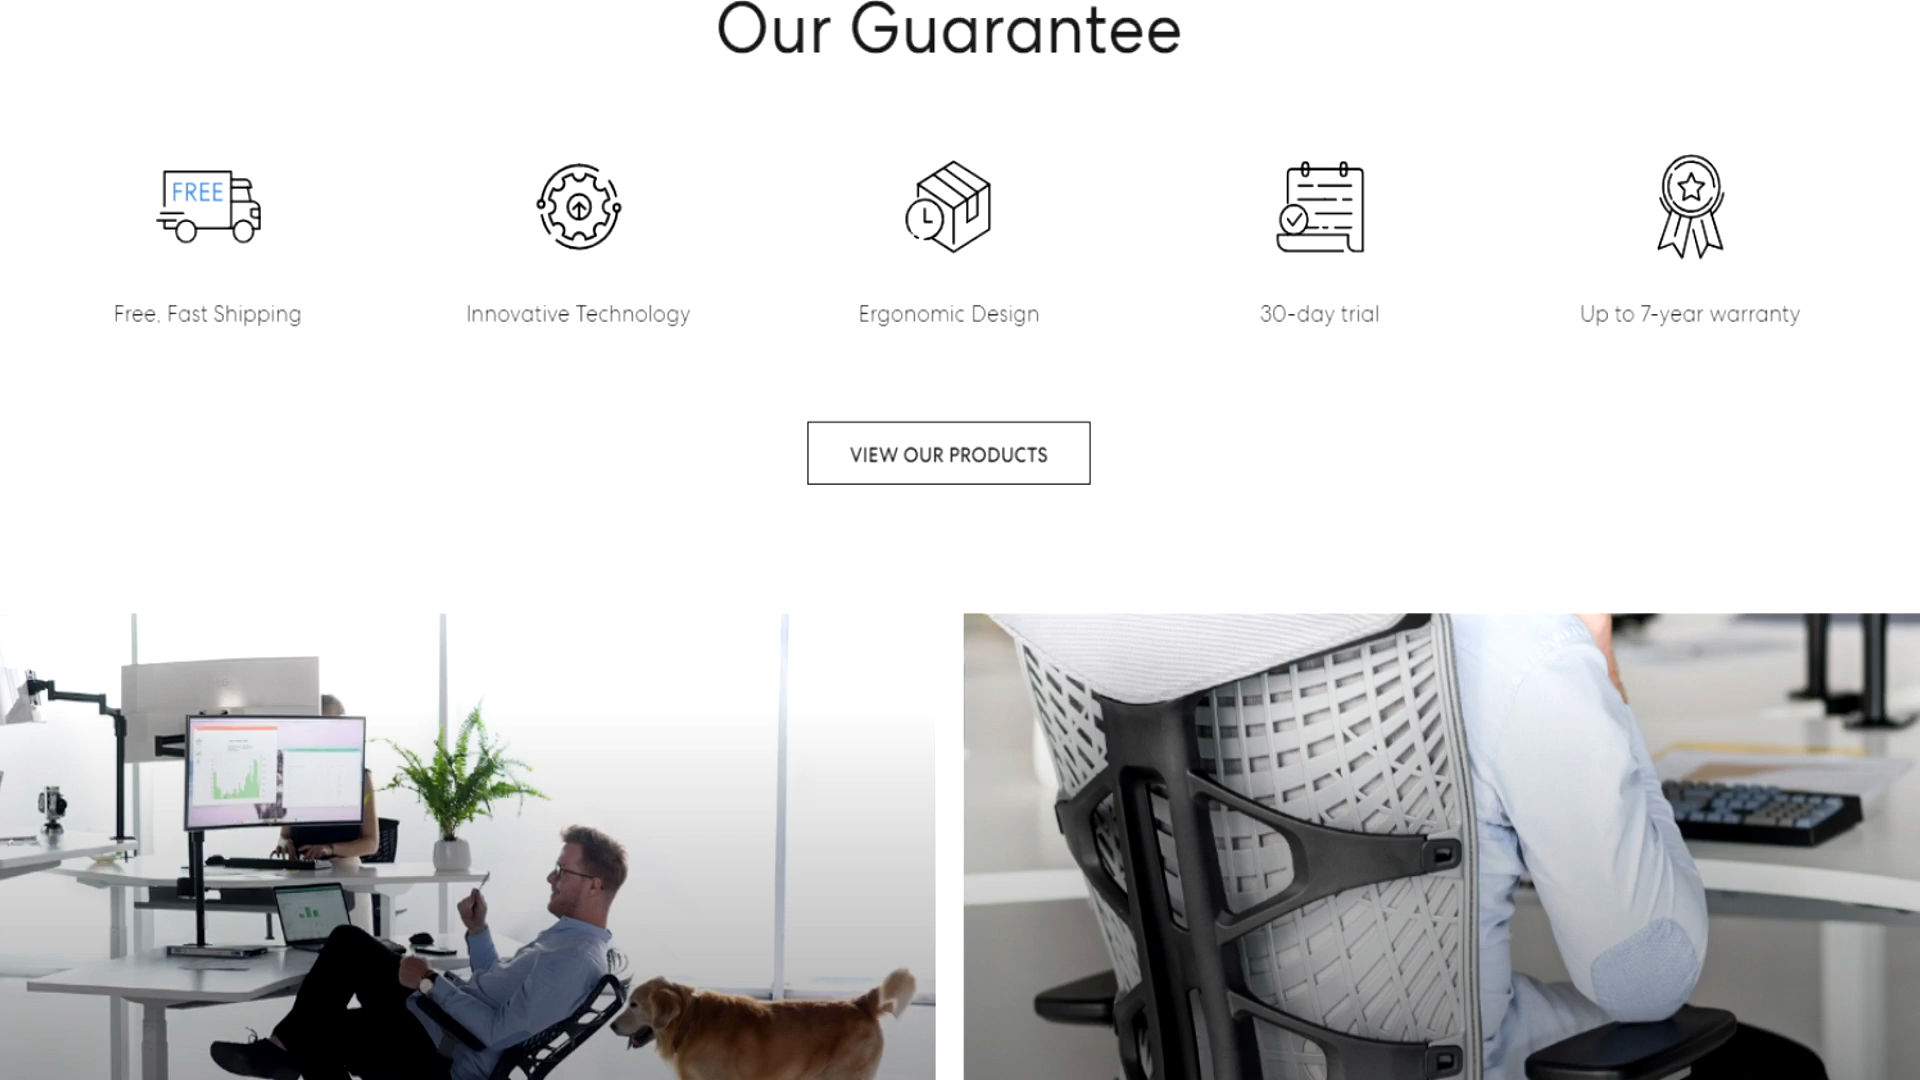 Our Guarantee
FREE
Free, Fast Shipping
Innovative Technology
Ergonomic Design
30-day trial
Up to 7-year warranty
VIEW OUR PRODUCTS